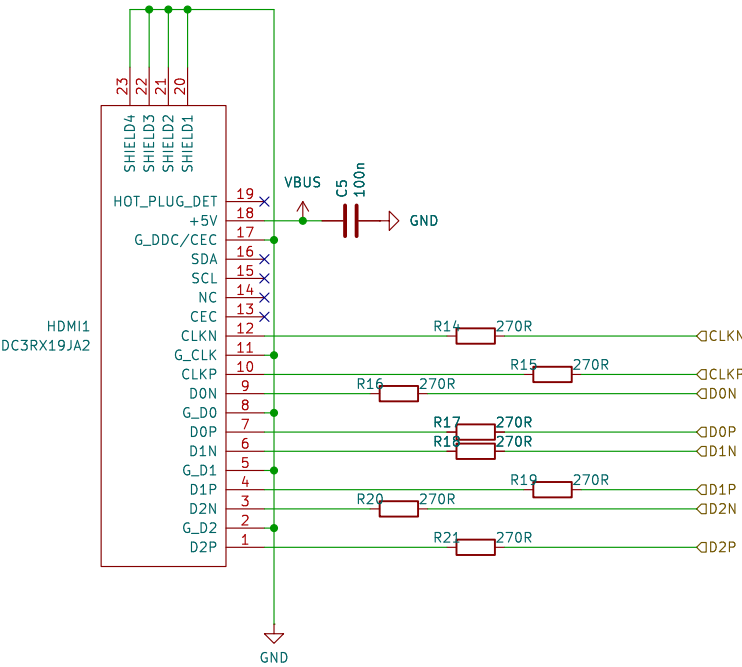 23
22
21
20
SHIELD4
SHIELD3
SHIELD2
SHIELD1
VBUS
C5
100n
GND
HOT_PLUG_DET 19
+5V 18
G_DDC/CEC 17
SDA 16
SCL 15
NC 14
CEC 13
HDMI1
DC3RX19JA2
CLKN 12 R14 270R CLKN
G_CLK 11
CLKP 10 R15 270R CLKP
D0N 9 R16 270R D0N
G_D0 8
D0P 7 R17 270R D0P
D1N 6 R18 270R D1N
G_D1 5
D1P 4 R19 270R D1P
D2N 3 R20 270R D2N
G_D2 2
D2P 1 R21 270R D2P
GND